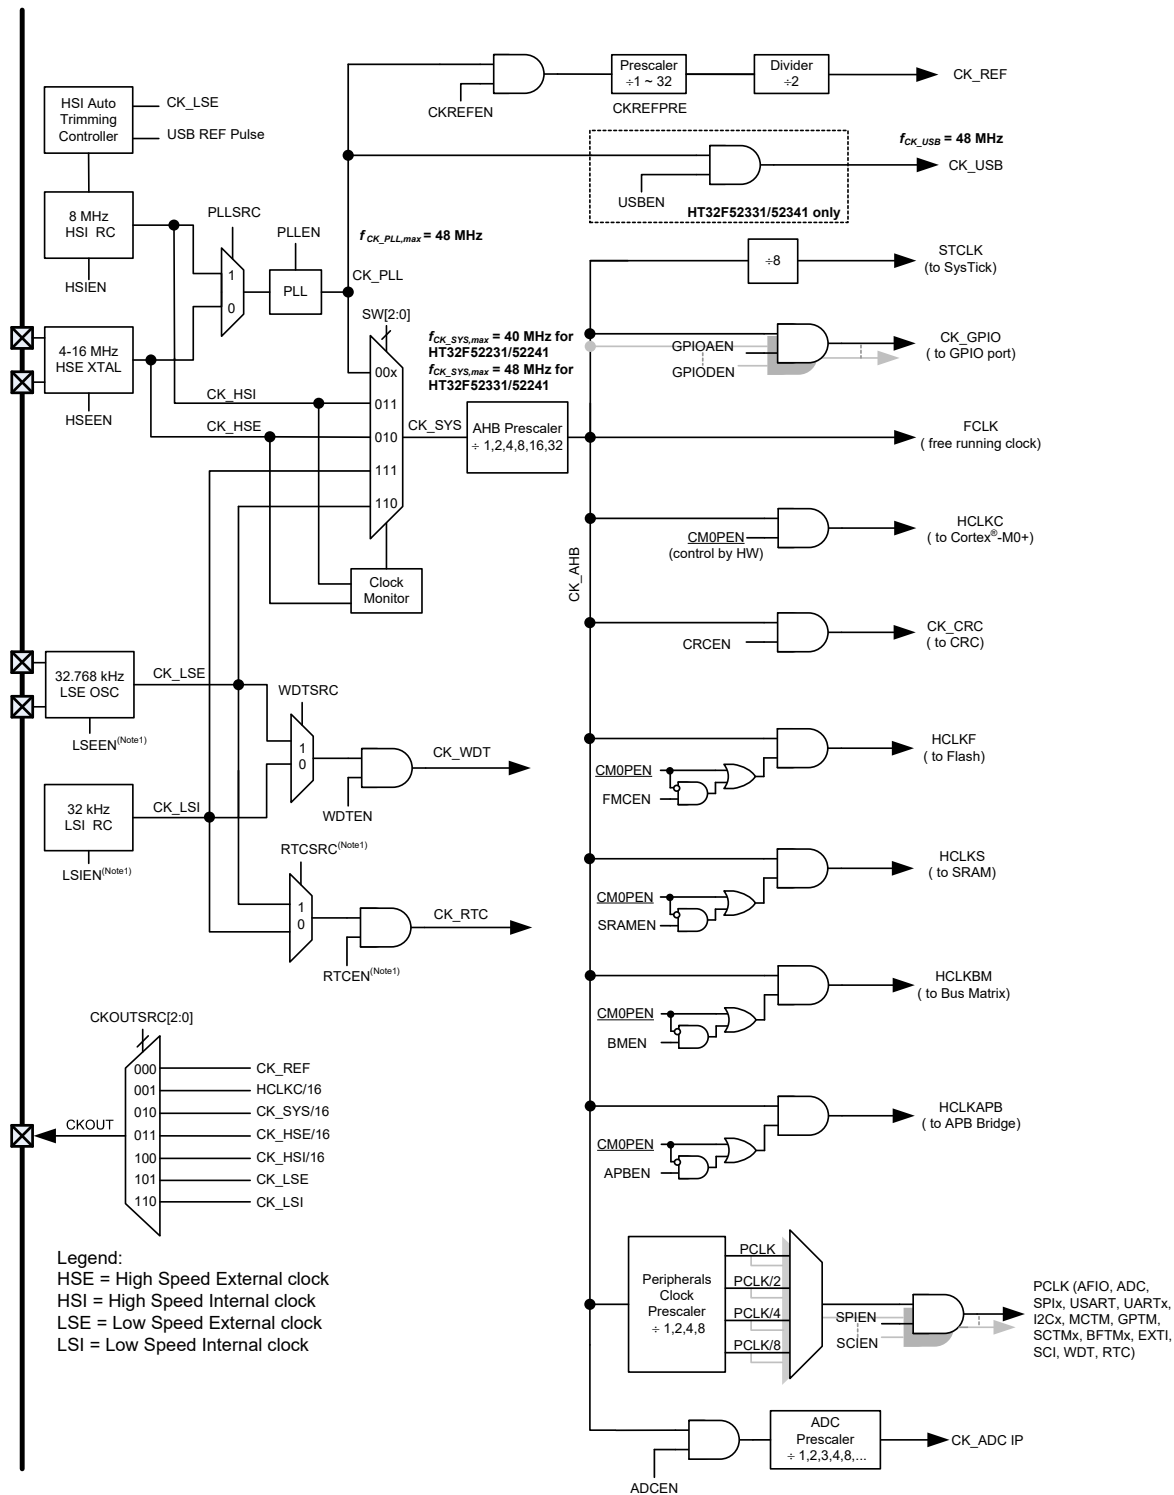 Prescaler
÷1 ~ 32
CKREFPRE
Divider
÷2
CK_REF
CKREFEN
HSI Auto
Trimming
Controller
CK_LSE
USB REF Pulse
fCK_USB = 48 MHz
CK_USB
USBEN
HT32F52331/52341 only
8 MHz
HSI RC
HSIEN
PLLSRC
1
0
PLLEN
PLL
fCK_PLL,max = 48 MHz
CK_PLL
÷8
STCLK
(to SysTick)
4-16 MHz
HSE XTAL
HSEEN
SW[2:0]
00x
011
010
111
110
fCK_SYS,max = 40 MHz for
HT32F52231/52241
fCK_SYS,max = 48 MHz for
HT32F52331/52241
GPIOAEN
GPIODEN
CK_GPIO
( to GPIO port)
CK_HSI
CK_HSE
CK_SYS
AHB Prescaler
÷ 1,2,4,8,16,32
FCLK
( free running clock)
CM0PEN
(control by HW)
HCLKC
( to Cortex®-M0+)
CK_AHB
Clock
Monitor
CRCEN
CK_CRC
( to CRC)
32.768 kHz
LSE OSC
LSEEN(Note1)
CK_LSE
WDTSRC
1
0
CK_WDT
WDTEN
CM0PEN
FMCEN
HCLKF
( to Flash)
32 kHz
LSI RC
LSIEN(Note1)
CK_LSI
RTCSRC(Note1)
1
0
CK_RTC
RTCEN(Note1)
CM0PEN
SRAMEN
HCLKS
( to SRAM)
CM0PEN
BMEN
HCLKBM
( to Bus Matrix)
CKOUTSRC[2:0]
CKOUT
000 CK_REF
001 HCLKC/16
010 CK_SYS/16
011 CK_HSE/16
100 CK_HSI/16
101 CK_LSE
110 CK_LSI
CM0PEN
APBEN
HCLKAPB
( to APB Bridge)
Legend:
HSE = High Speed External clock
HSI = High Speed Internal clock
LSE = Low Speed External clock
LSI = Low Speed Internal clock
Peripherals
Clock
Prescaler
÷ 1,2,4,8
PCLK
PCLK/2
PCLK/4
PCLK/8
SPIEN
SCIEN
PCLK (AFIO, ADC,
SPIx, USART, UARTx,
I2Cx, MCTM, GPTM,
SCTMx, BFTMx, EXTI,
SCI, WDT, RTC)
ADCEN
ADC
Prescaler
÷ 1,2,3,4,8,...
CK_ADC IP